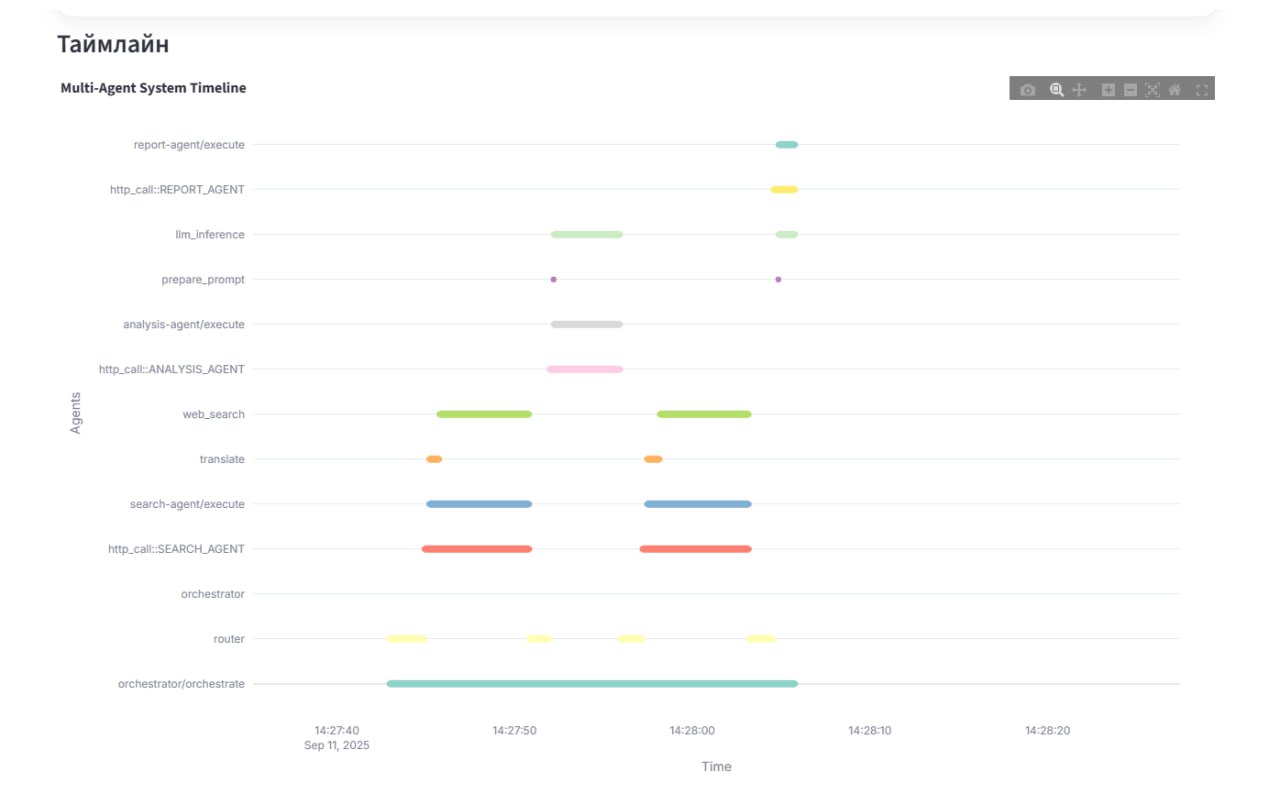 Таймлайн
Multi-Agent System Timeline
report-agent/execute
http_call::REPORT_AGENT
llm_inference
prepare_prompt
analysis-agent/execute
http_call::ANALYSIS_AGENT
web_search
translate
search-agent/execute
http_call::SEARCH_AGENT
orchestrator
router
orchestrator/orchestrate
Agents
14:27:40 14:27:50 14:28:00 14:28:10 14:28:20
Sep 11, 2025
Time